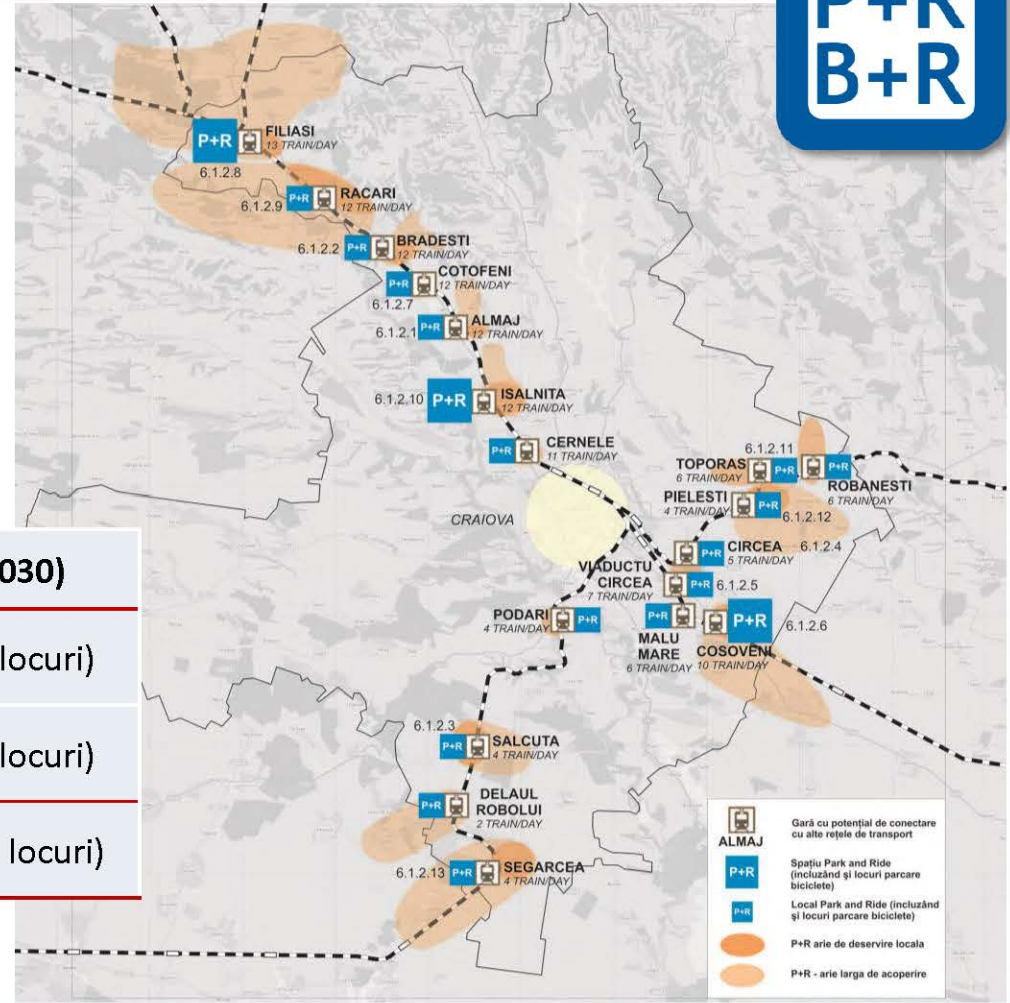 P+R
B+R
P+R
FILIASI
13 TRAIN/DAY
6.1.2.8
6.1.2.9
P+R
RACARI
12 TRAIN/DAY
6.1.2.2
P+R
BRADESTI
12 TRAIN/DAY
P+R
COTOFENI
12 TRAIN/DAY
6.1.2.7
6.1.2.1
P+R
ALMAJ
12 TRAIN/DAY
6.1.2.10
P+R
ISALNITA
12 TRAIN/DAY
P+R
CERNELE
11 TRAIN/DAY
6.1.2.11
TOPORAS
6 TRAIN/DAY
P+R
P+R
ROBANESTI
6 TRAIN/DAY
PIELESTI
4 TRAIN/DAY
P+R
6.1.2.12
CRAIOVA
6.1.2.4
P+R
CIRCEA
5 TRAIN/DAY
VIADUCTU
CIRCEA
7 TRAIN/DAY
P+R
6.1.2.5
PODARI
4 TRAIN/DAY
P+R
P+R
MALU
MARE
6 TRAIN/DAY
P+R
6.1.2.6
COSOVENI
10 TRAIN/DAY
030)
locuri)
locuri)
locuri)
6.1.2.3
P+R
SALCUTA
4 TRAIN/DAY
P+R
DELAUL
ROBOLUI
2 TRAIN/DAY
6.1.2.13
P+R
SEGARCEA
4 TRAIN/DAY
ALMAJ
Gară cu potențial de conectare
cu alte rețele de transport
P+R
Spațiu Park and Ride
(incluzând și locuri parcare
biciclete)
P+R
Local Park and Ride (incluzând
și locuri parcare biciclete)
P+R arie de deservire locala
P+R - arie larga de acoperire